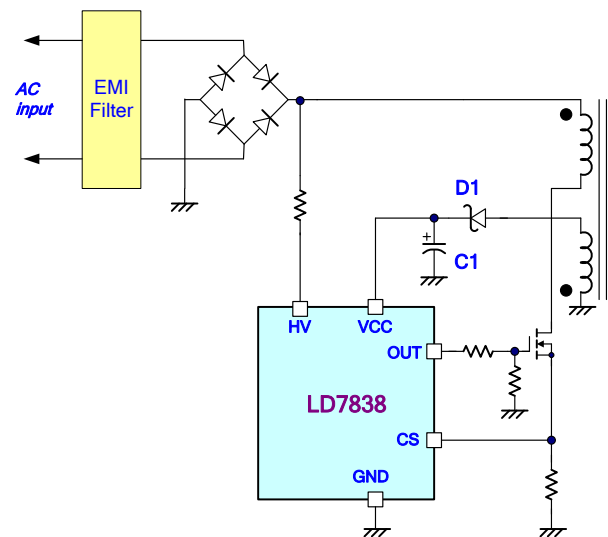 AC
input
EMI
Filter
D1
+
C1
HV
VCC
OUT
LD7838
CS
GND